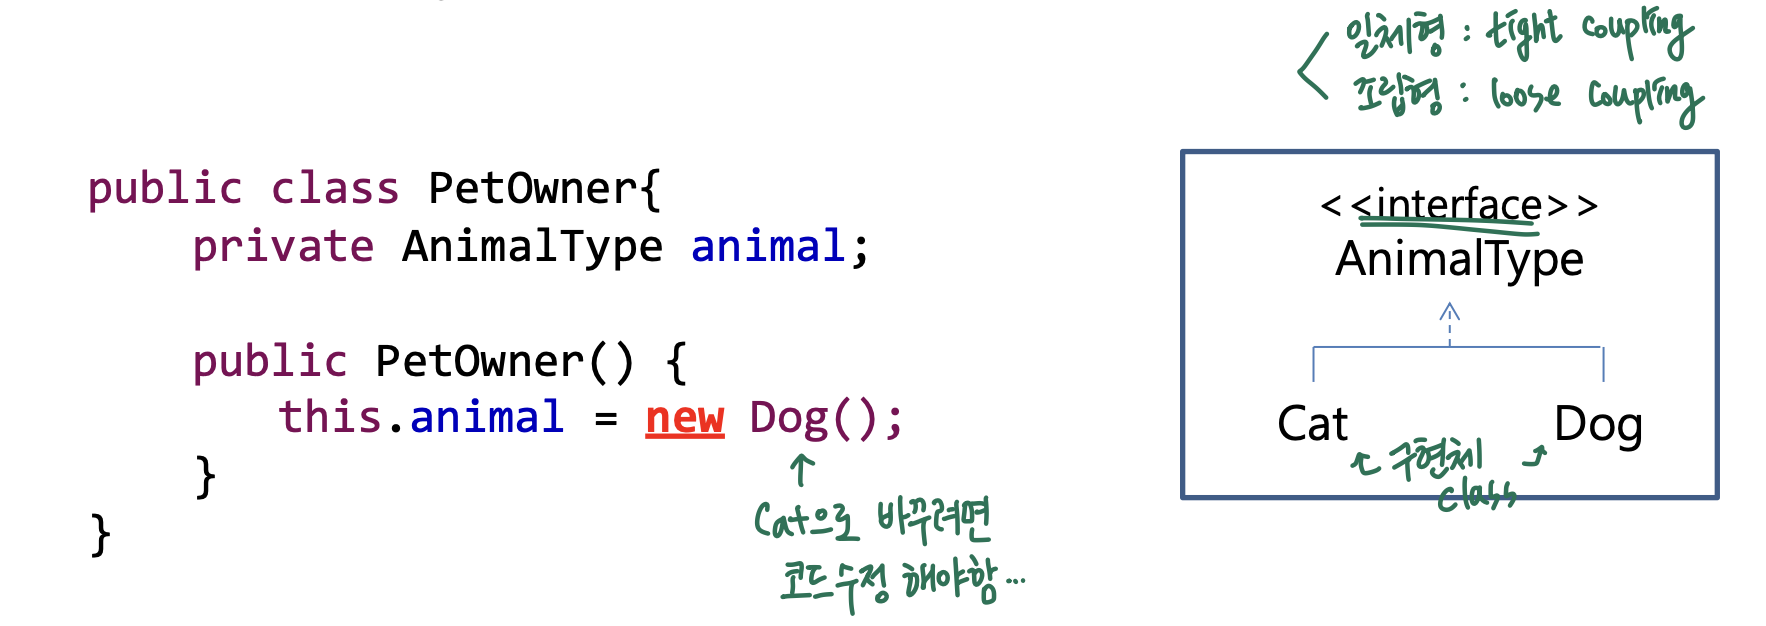 일체형 : tight coupling
조립형 : loose coupling
public class PetOwner{
private AnimalType animal;
public PetOwner() {
this.animal = new Dog();
}
}
Cat으로 바꾸려면
코드수정 해야함...
<<interface>>
AnimalType
Cat
Dog
구현체
class